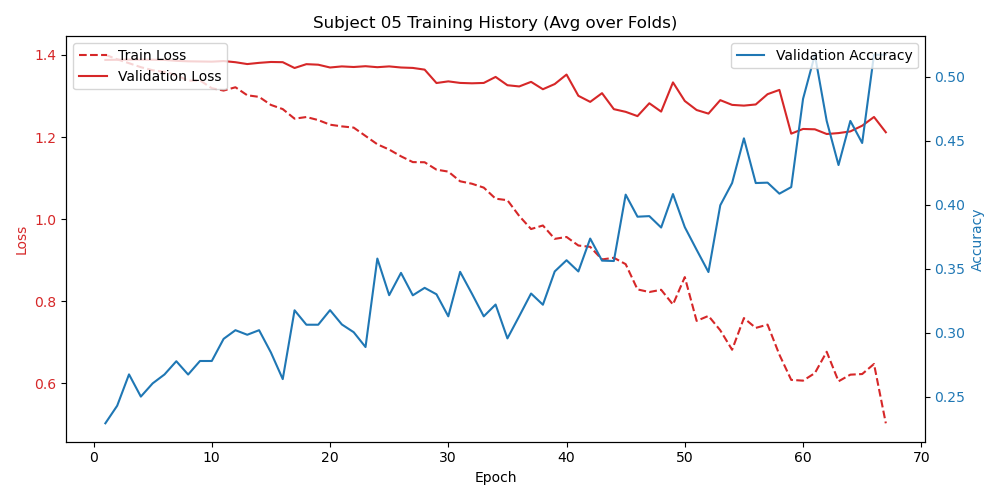 Subject 05 Training History (Avg over Folds)
Train Loss
Validation Loss
Validation Accuracy
1.4
1.2
1.0
0.8
0.6
Loss
0.50
0.45
0.40
0.35
0.30
0.25
Accuracy
0 10 20 30 40 50 60 70
Epoch